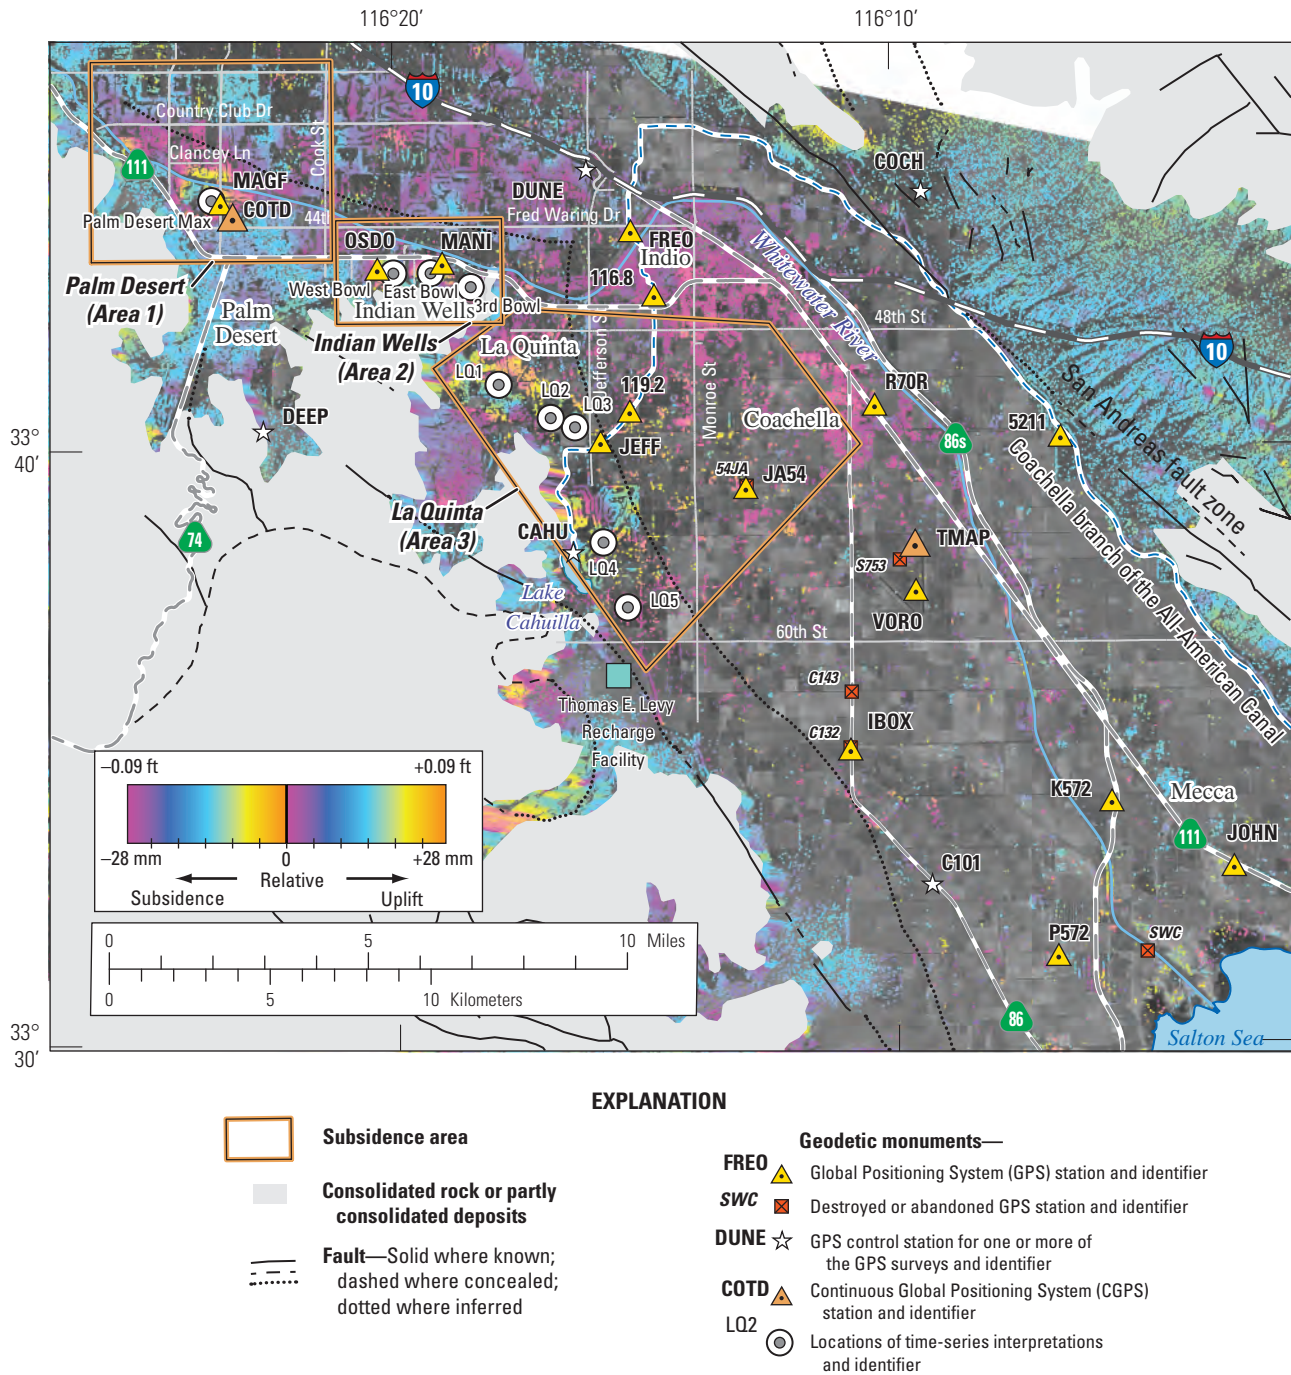 116°20'
116°10'
10
Country Club Dr
Cook St
Clancey Ln
111
MAGF
COTD
44th
Palm Desert Max
DUNE
Fred Waring Dr
COCH
OSDO
MANI
FREO
Indio
Whitewater River
116.8
West Bowl
East Bowl
3rd Bowl
Indian Wells
Palm Desert
(Area 1)
Palm
Desert
Indian Wells
(Area 2)
La Quinta
Jefferson St
48th St
10
LQ1
LQ2
LQ3
119.2
Monroe St
R70R
San Andreas fault zone
DEEP
Coachella
5211
33°
40'
JEFF
86s
54JA
JA54
Coachella branch of the All-American Canal
La Quinta
(Area 3)
74
CAHU
TMAP
S753
LQ4
Lake
Cahuilla
LQ5
VORO
60th St
Thomas E. Levy
Recharge
Facility
C143
IBOX
C132
–0.09 ft
+0.09 ft
–28 mm
0
+28 mm
Relative
Subsidence
Uplift
K572
Mecca
111
JOHN
C101
0
5
10 Miles
0
5
10 Kilometers
P572
SWC
86
33°
30'
Salton Sea
EXPLANATION
Subsidence area
Consolidated rock or partly
consolidated deposits
Fault—Solid where known;
dashed where concealed;
dotted where inferred
Geodetic monuments—
FREO
Global Positioning System (GPS) station and identifier
SWC
Destroyed or abandoned GPS station and identifier
DUNE
GPS control station for one or more of
the GPS surveys and identifier
COTD
Continuous Global Positioning System (CGPS)
station and identifier
LQ2
Locations of time-series interpretations
and identifier